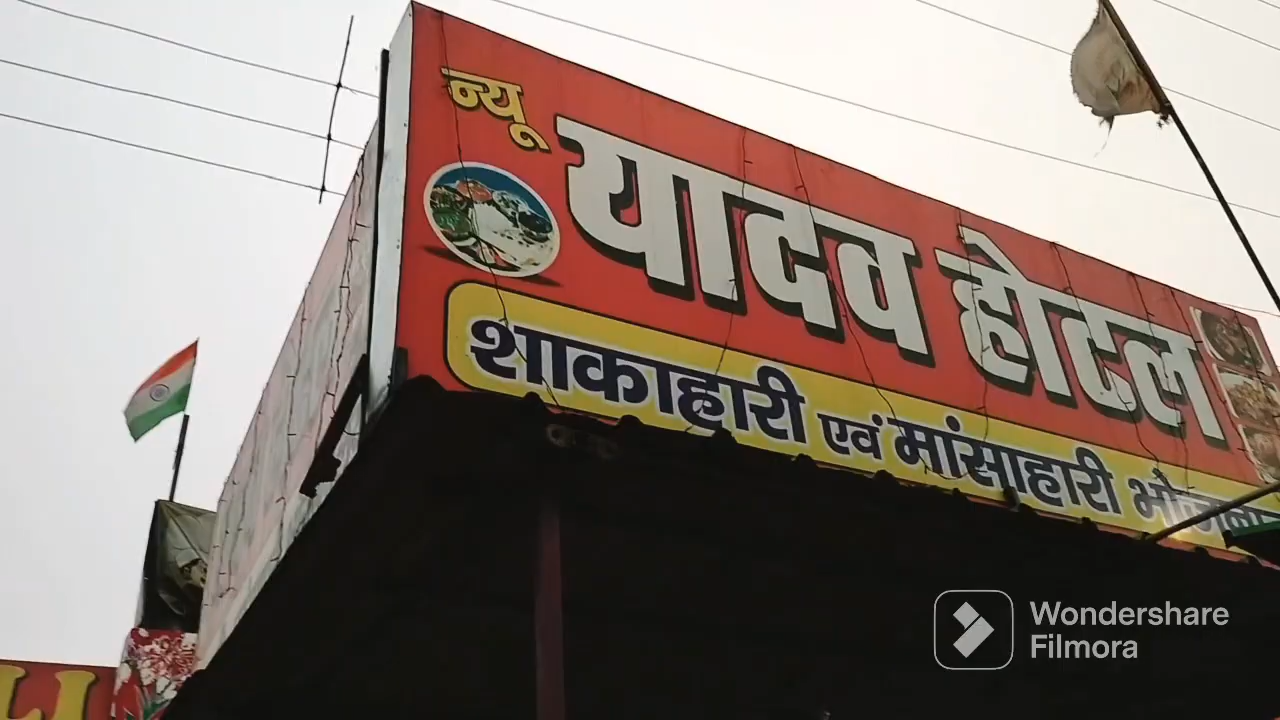 न्यू
यादव होटल
शाकाहारी एवं मांसाहारी
Wondershare
Filmora